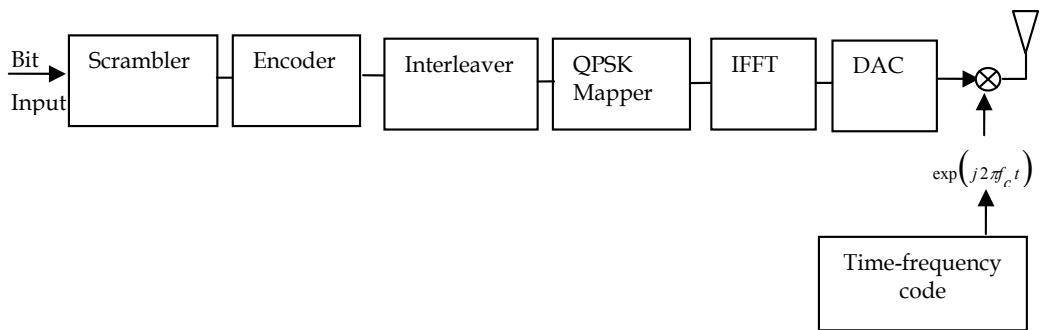 Bit
Input
Scrambler
Encoder
Interleaver
QPSK
Mapper
IFFT
DAC
exp(j2πf_c t)
Time-frequency
code